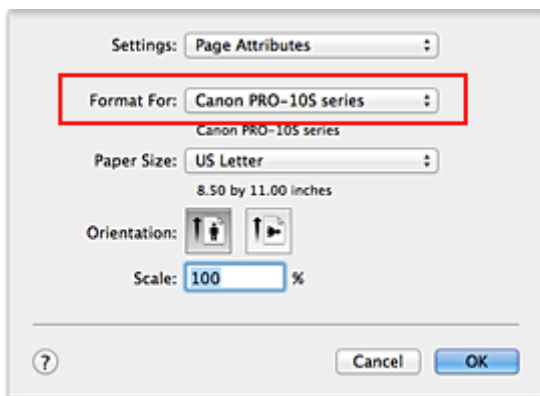 Settings: Page Attributes
Format For: Canon PRO-10S series
Canon PRO-10S series
Paper Size: US Letter
8.50 by 11.00 inches
Orientation:
Scale: 100 %
? Cancel OK